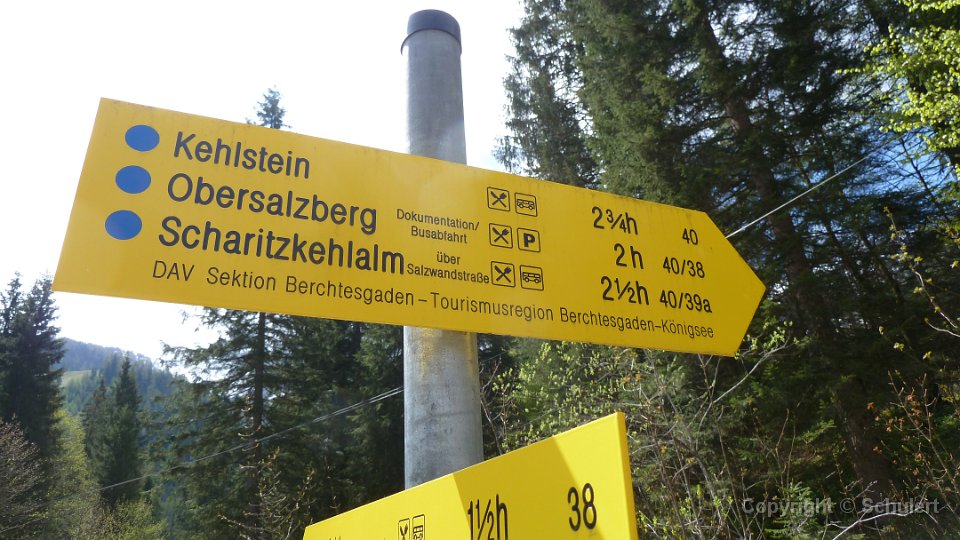 Kehlstein 2¾h 40
Obersalzberg Dokumentation/ Busabfahrt P 2h 40/38
Scharitzkehlalm über Salzwandstraße 2½h 40/39a
DAV Sektion Berchtesgaden–Tourismusregion Berchtesgaden–Königsee
1½h 38
Copyright © Schulert